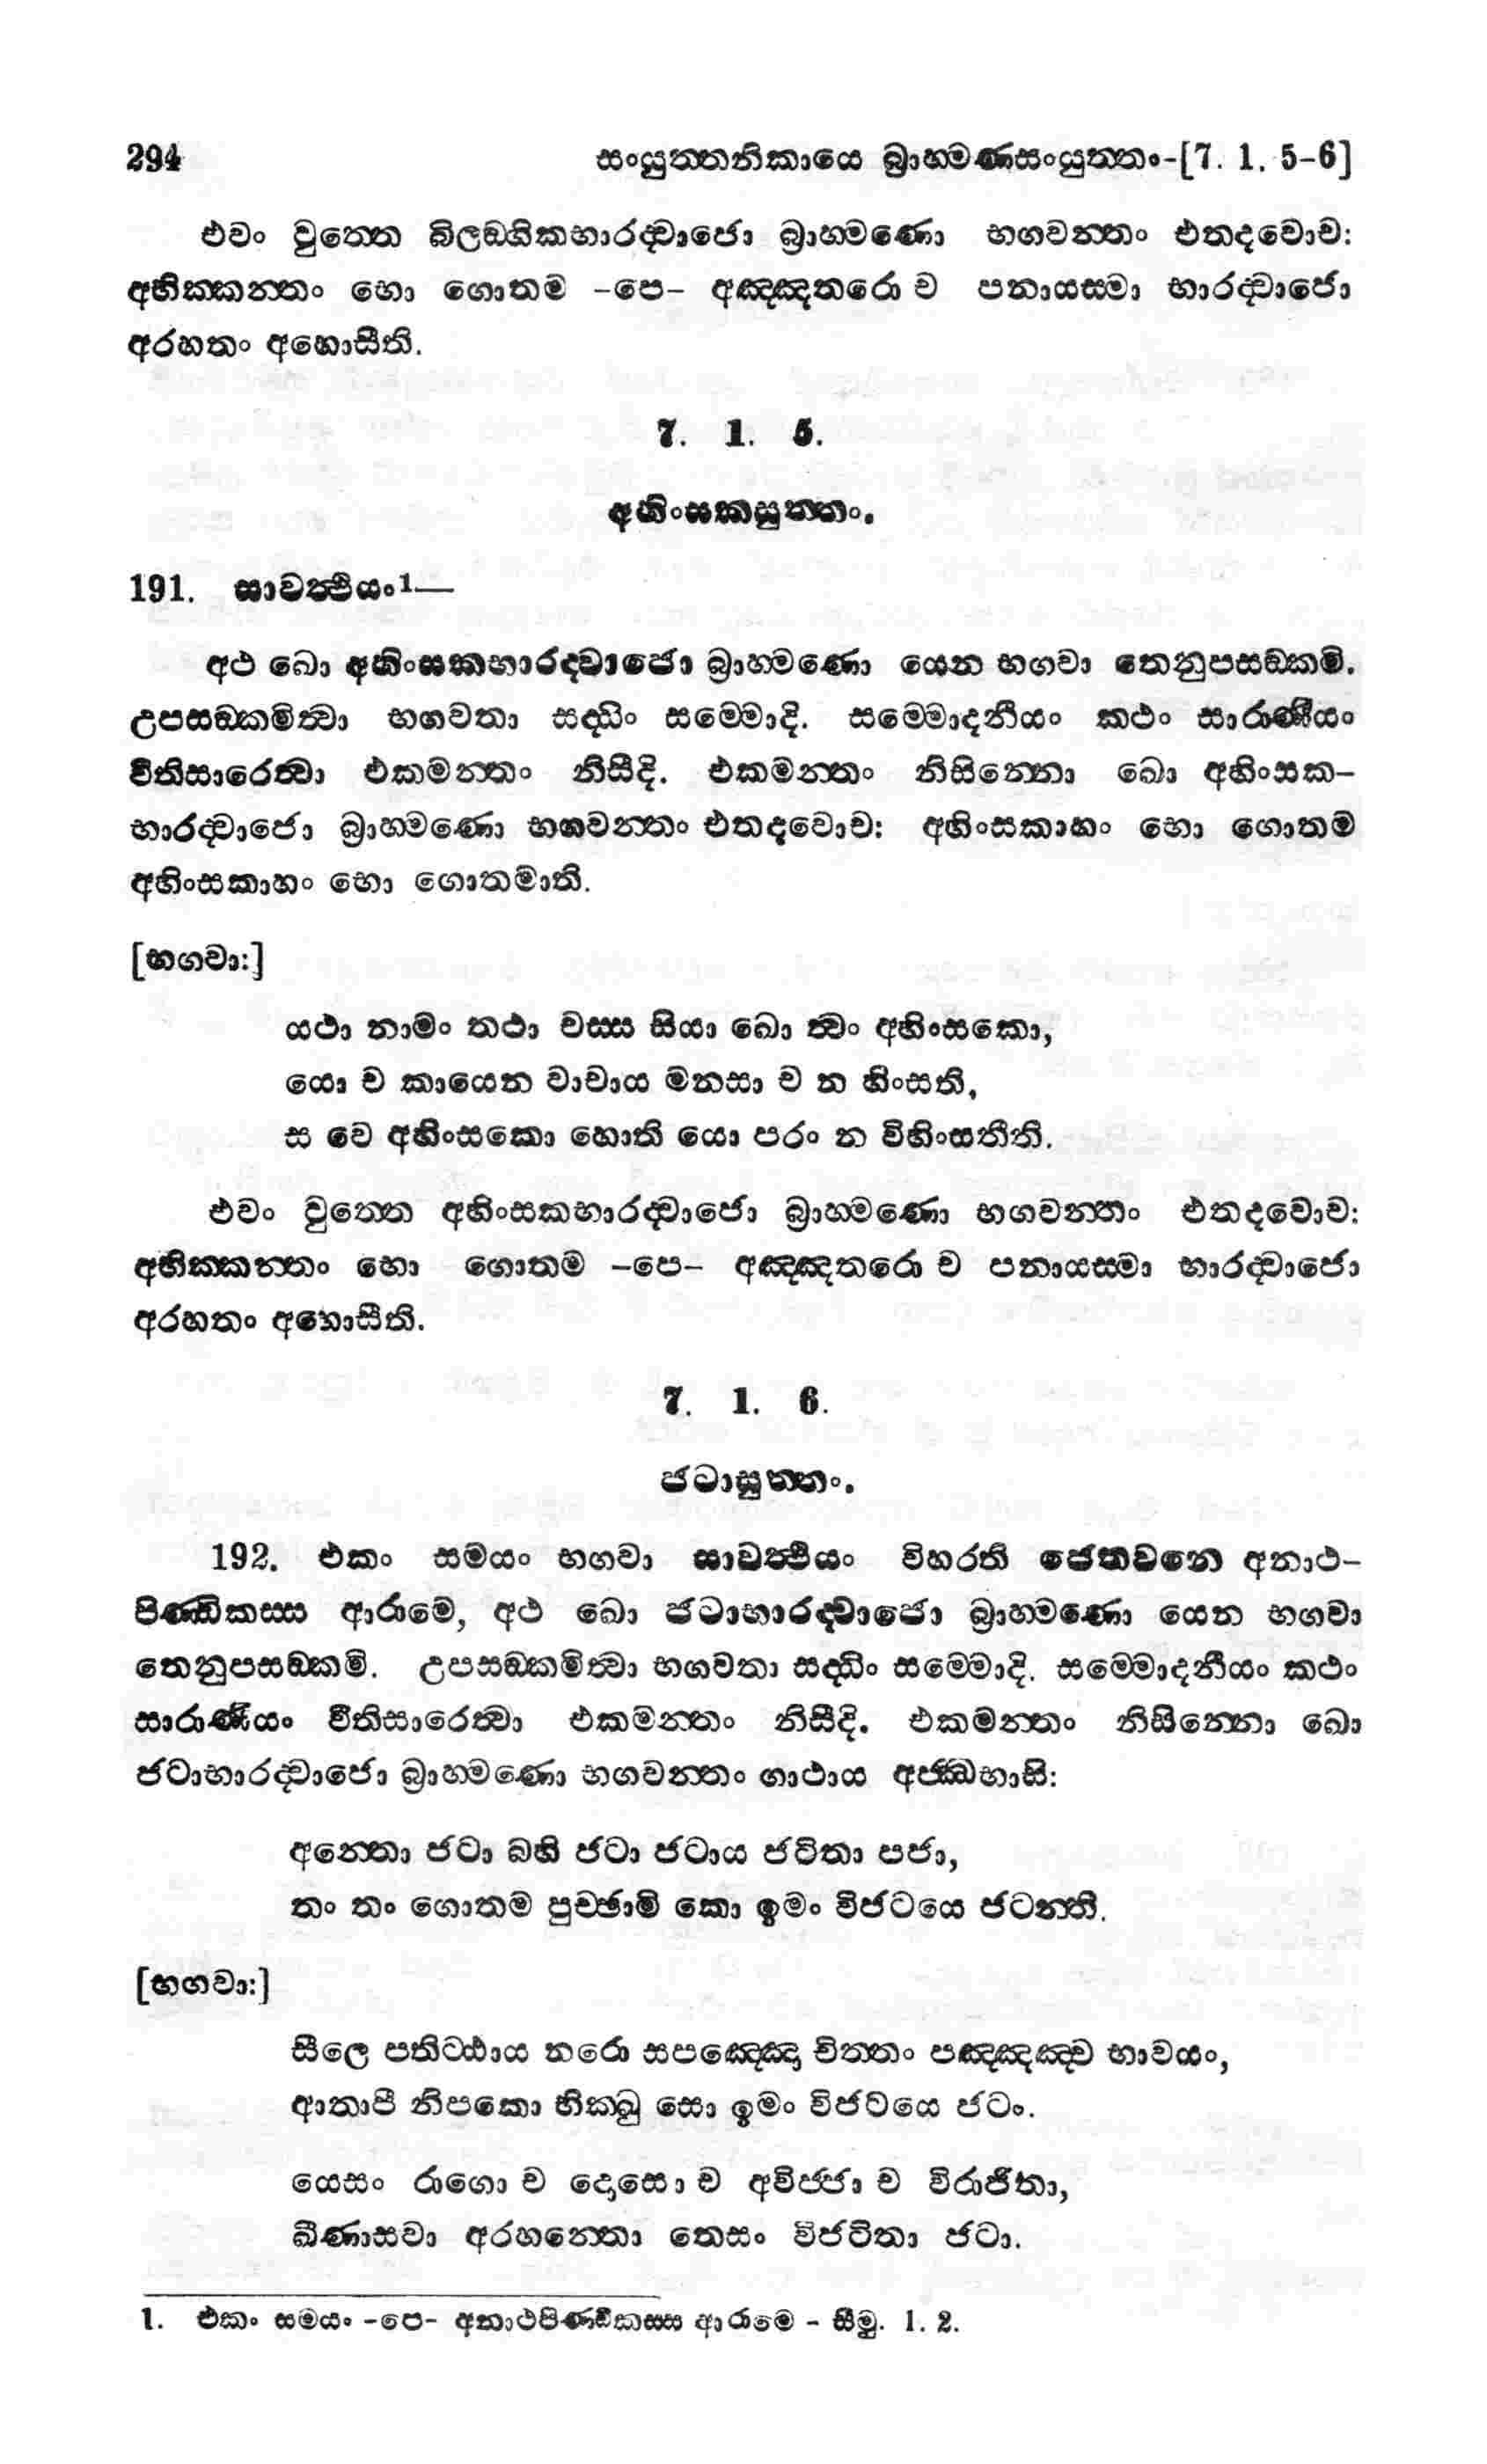 294 සංයුත්තනිකායෙ බ්‍රාහ්මණසංයුත්තං-[7. 1. 5-6]
එවං වුත්තෙ බිලඞ්ගිකභාරද්වාජො බ්‍රාහ්මණො භගවන්තං එතදවොච:
අභික්කන්තං භො ගොතම -පෙ- අඤ්ඤතරො ච පනායස්මා භාරද්වාජො
අරහතං අහොසීති.
7. 1. 5.
අහිංසකසුත්තං.
191. සාවත්ථියං1—
අථ ඛො අහිංසකභාරද්වාජො බ්‍රාහ්මණො යෙන භගවා තෙනුපසඞ්කමි.
උපසඞ්කමිත්වා භගවතා සද්ධිං සම්මොදි. සම්මොදනීයං කථං සාරාණීයං
වීතිසාරෙත්වා එකමන්තං නිසීදි. එකමන්තං නිසින්නො ඛො අහිංසක-
භාරද්වාජො බ්‍රාහ්මණො භගවන්තං එතදවොච: අහිංසකාහං භො ගොතම
අහිංසකාහං භො ගොතමාති.
[භගවා:]
යථා නාමං තථා චස්ස සියා ඛො ත්වං අහිංසකො,
යො ච කායෙන වාචාය මනසා ච න හිංසති,
ස වෙ අහිංසකො හොති යො පරං න විහිංසතීති.
එවං වුත්තෙ අහිංසකභාරද්වාජො බ්‍රාහ්මණො භගවන්තං එතදවොච:
අභික්කන්තං භො ගොතම -පෙ- අඤ්ඤතරො ච පනායස්මා භාරද්වාජො
අරහතං අහොසීති.
7. 1. 6.
ජටාසුත්තං.
192. එකං සමයං භගවා සාවත්ථියං විහරති ජෙතවනෙ අනාථ-
පිණ්ඩිකස්ස ආරාමෙ, අථ ඛො ජටාභාරද්වාජො බ්‍රාහ්මණො යෙන භගවා
තෙනුපසඞ්කමි. උපසඞ්කමිත්වා භගවතා සද්ධිං සම්මොදි. සම්මොදනීයං කථං
සාරාණීයං වීතිසාරෙත්වා එකමන්තං නිසීදි. එකමන්තං නිසින්නො ඛො
ජටාභාරද්වාජො බ්‍රාහ්මණො භගවන්තං ගාථාය අජ්ඣභාසි:
අන්තො ජටා බහි ජටා ජටාය ජටිතා පජා,
තං තං ගොතම පුච්ඡාමි කො ඉමං විජටයෙ ජටන්ති.
[භගවා:]
සීලෙ පතිට්ඨාය නරො සපඤ්ඤො චිත්තං පඤ්ඤඤ්ච භාවයං,
ආතාපී නිපකො භික්ඛු සො ඉමං විජටයෙ ජටං.
යෙසං රාගො ච දොසො ච අවිජ්ජා ච විරාජිතා,
ඛීණාසවා අරහන්තො තෙසං විජටිතා ජටා.
1. එකං සමයං -පෙ- අනාථපිණ්ඩිකස්ස ආරාමෙ - සීමු. 1. 2.